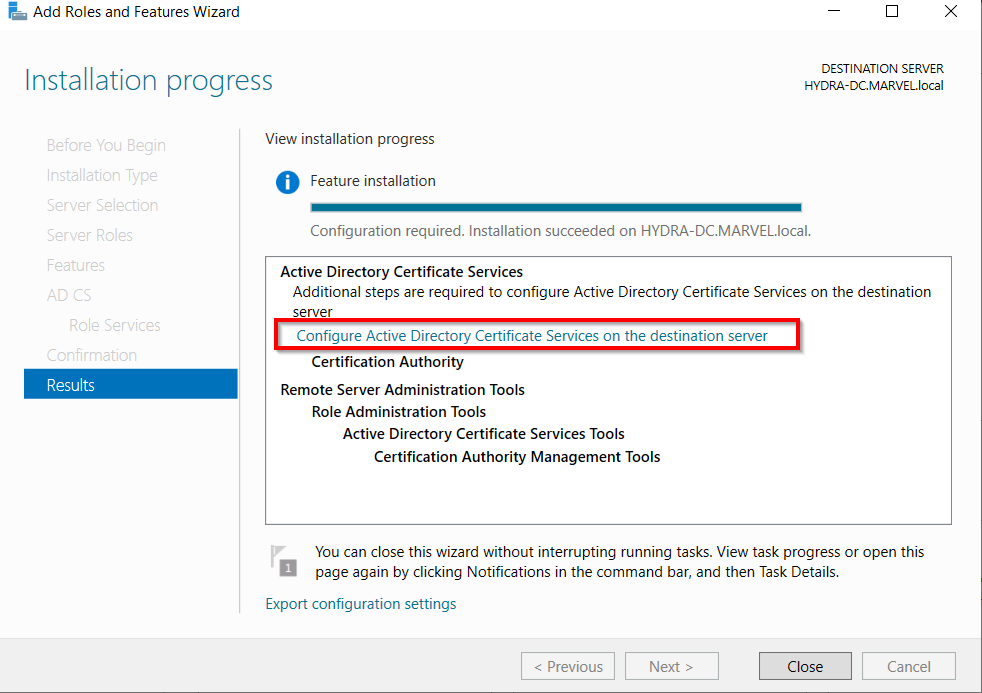 Add Roles and Features Wizard
Installation progress
DESTINATION SERVER
HYDRA-DC.MARVEL.local
Before You Begin
Installation Type
Server Selection
Server Roles
Features
AD CS
Role Services
Confirmation
Results
View installation progress
Feature installation
Configuration required. Installation succeeded on HYDRA-DC.MARVEL.local.
Active Directory Certificate Services
Additional steps are required to configure Active Directory Certificate Services on the destination
server
Configure Active Directory Certificate Services on the destination server
Certification Authority
Remote Server Administration Tools
Role Administration Tools
Active Directory Certificate Services Tools
Certification Authority Management Tools
1
You can close this wizard without interrupting running tasks. View task progress or open this
page again by clicking Notifications in the command bar, and then Task Details.
Export configuration settings
< Previous
Next >
Close
Cancel